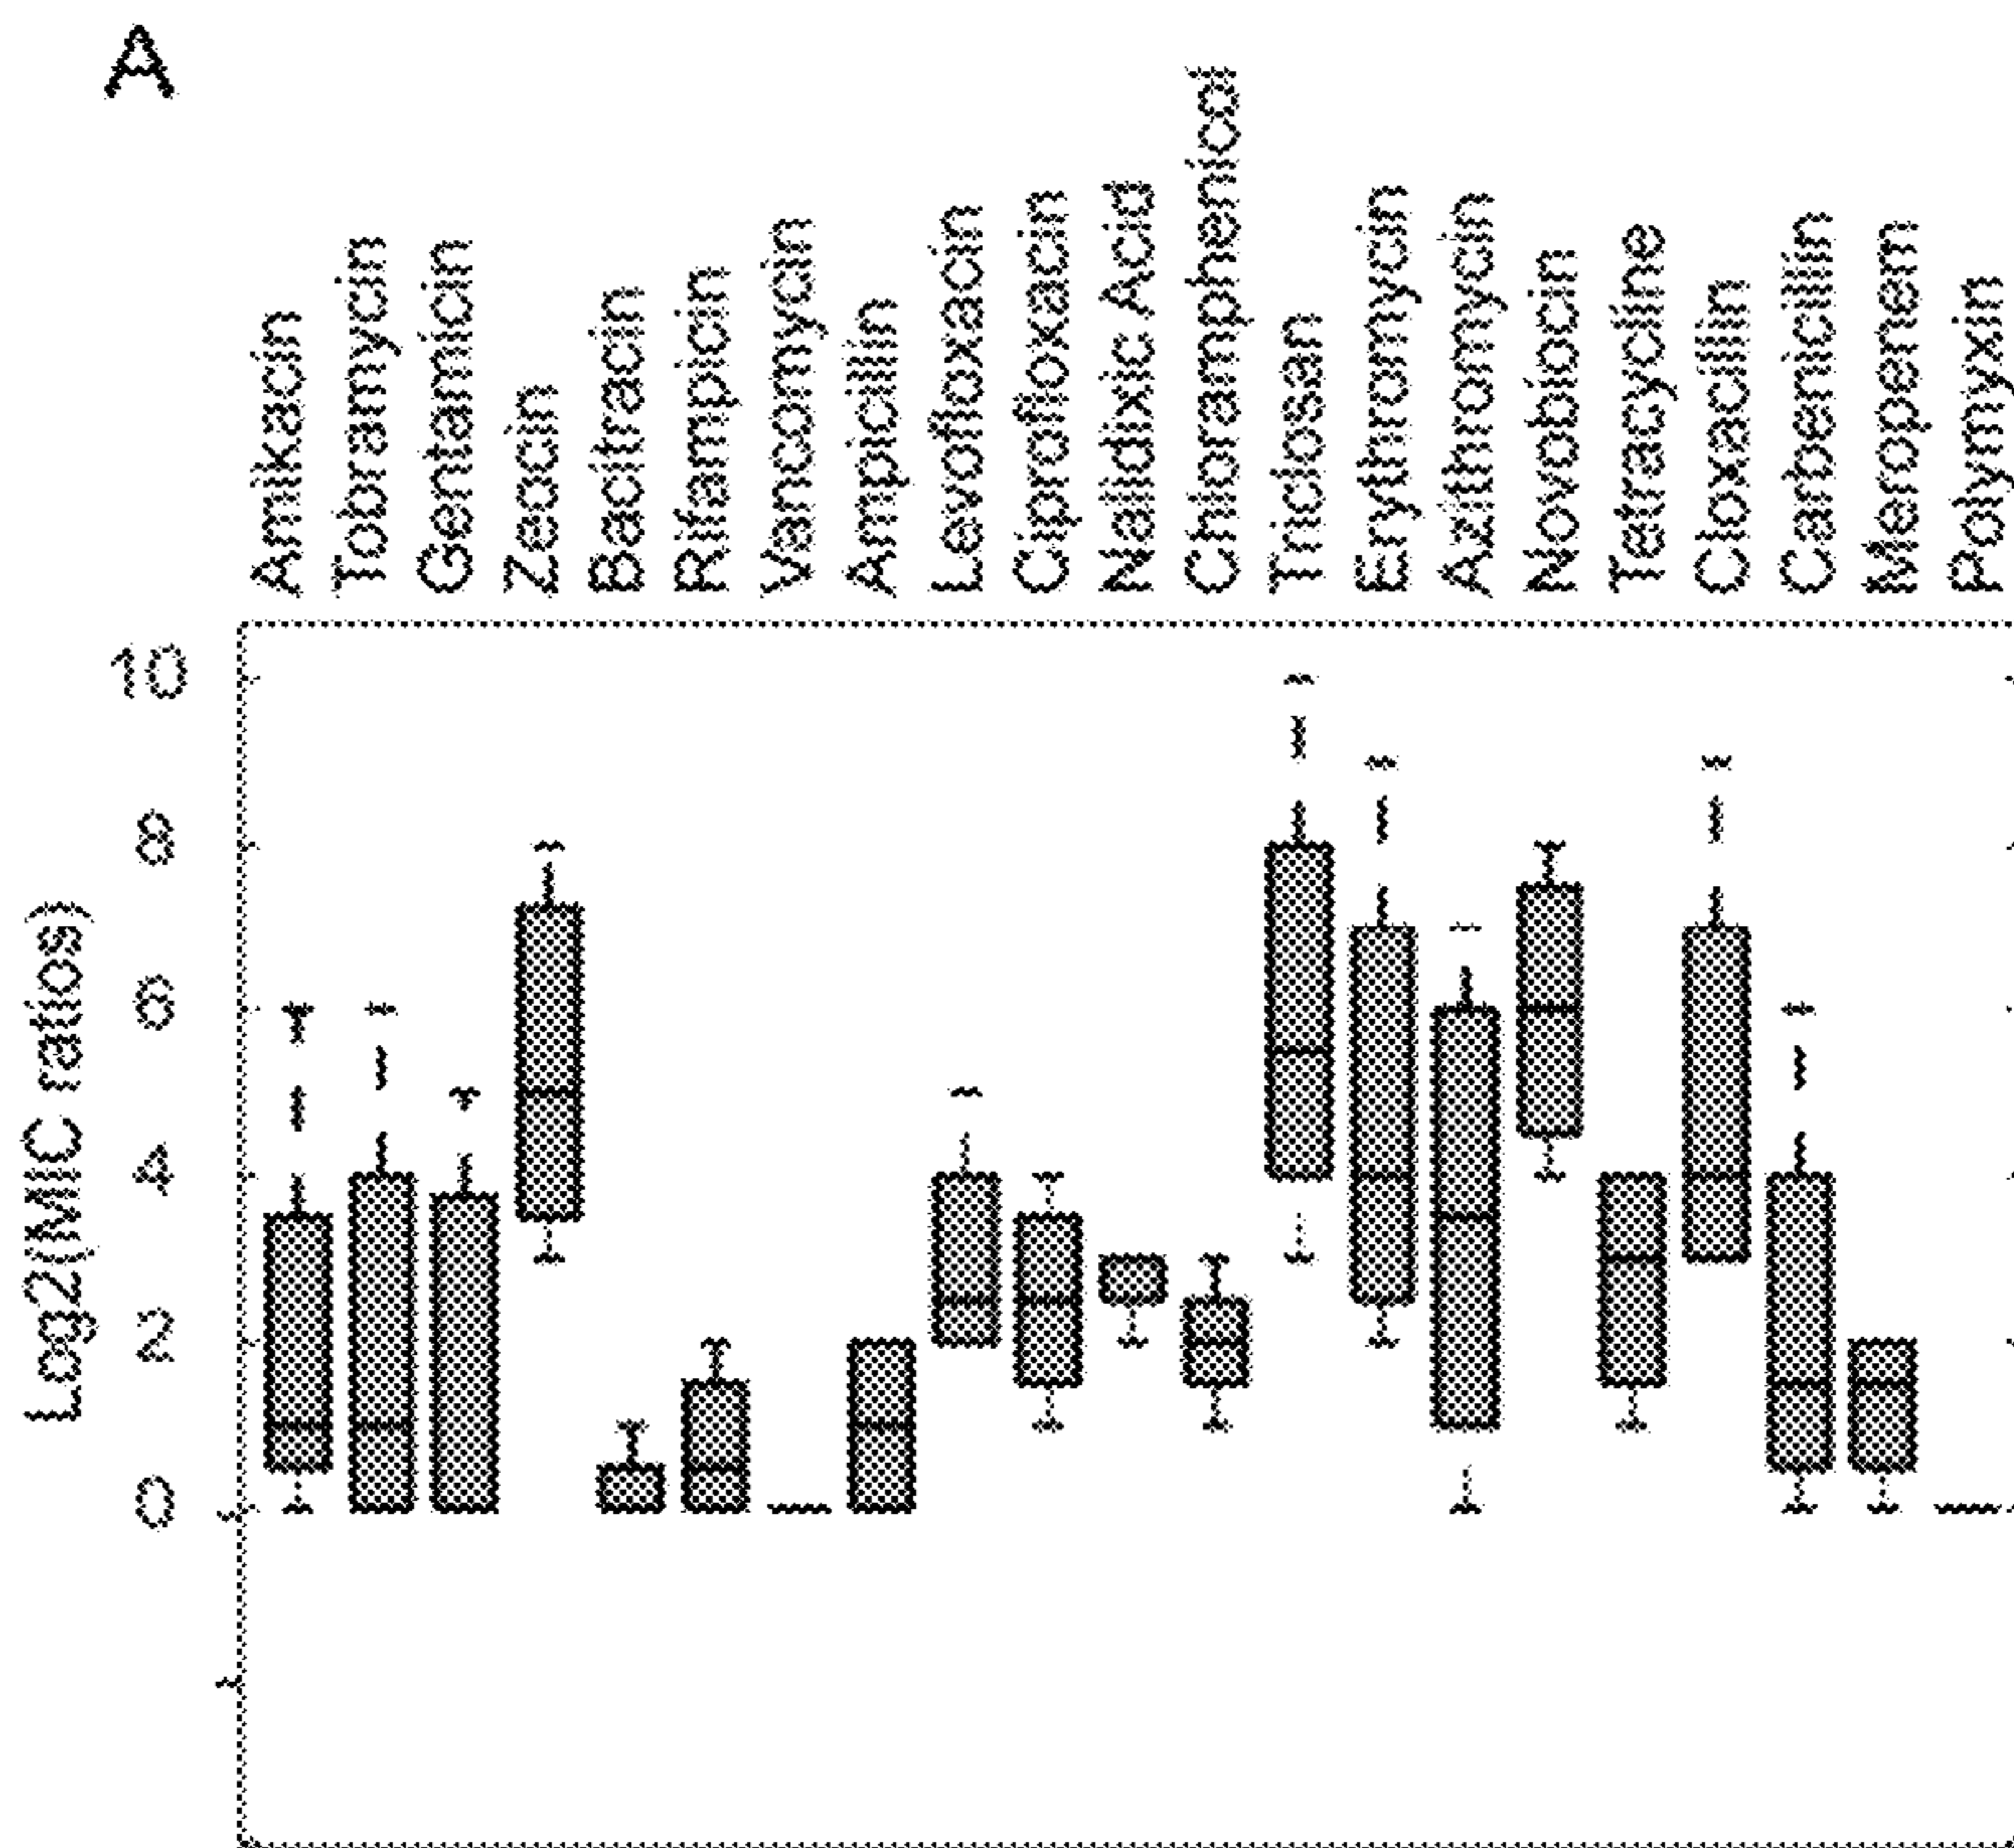 A
Amikacin
Tobramycin
Gentamicin
Zeocin
Bacitracin
Rifampicin
Vancomycin
Ampicillin
Levofloxacin
Ciprofloxacin
Nalidixic Acid
Chloramphenicol
Triclosan
Erythromycin
Azithromycin
Novobiocin
Tetracycline
Cloxacillin
Carbenicillin
Meropenem
Polymyxin
Log2(MIC ratios)
10
8
6
4
2
0